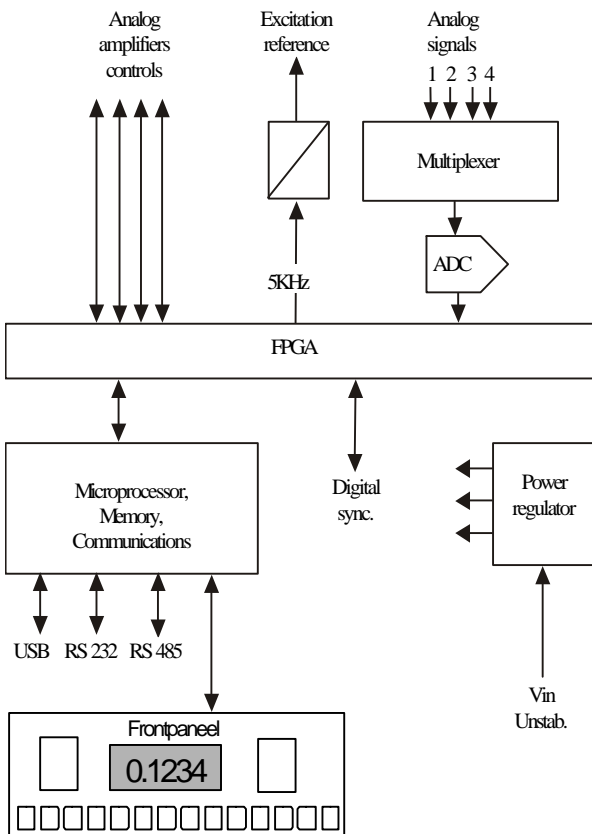 Analog
amplifiers
controls
Excitation
reference
Analog
signals
1 2 3 4
Multiplexer
ADC
5KHz
FPGA
Microprocessor,
Memory,
Communications
Digital
sync.
Power
regulator
USB RS 232 RS 485
Vin
Unstab.
Frontpaneel
0.1234